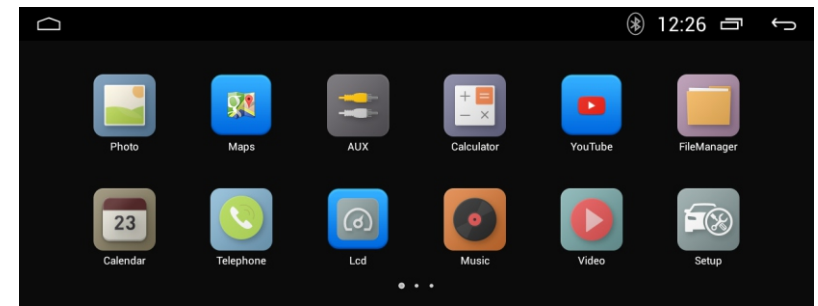 12:26
Photo Maps AUX Calculator YouTube FileManager
23
Calendar Telephone Lcd Music Video Setup